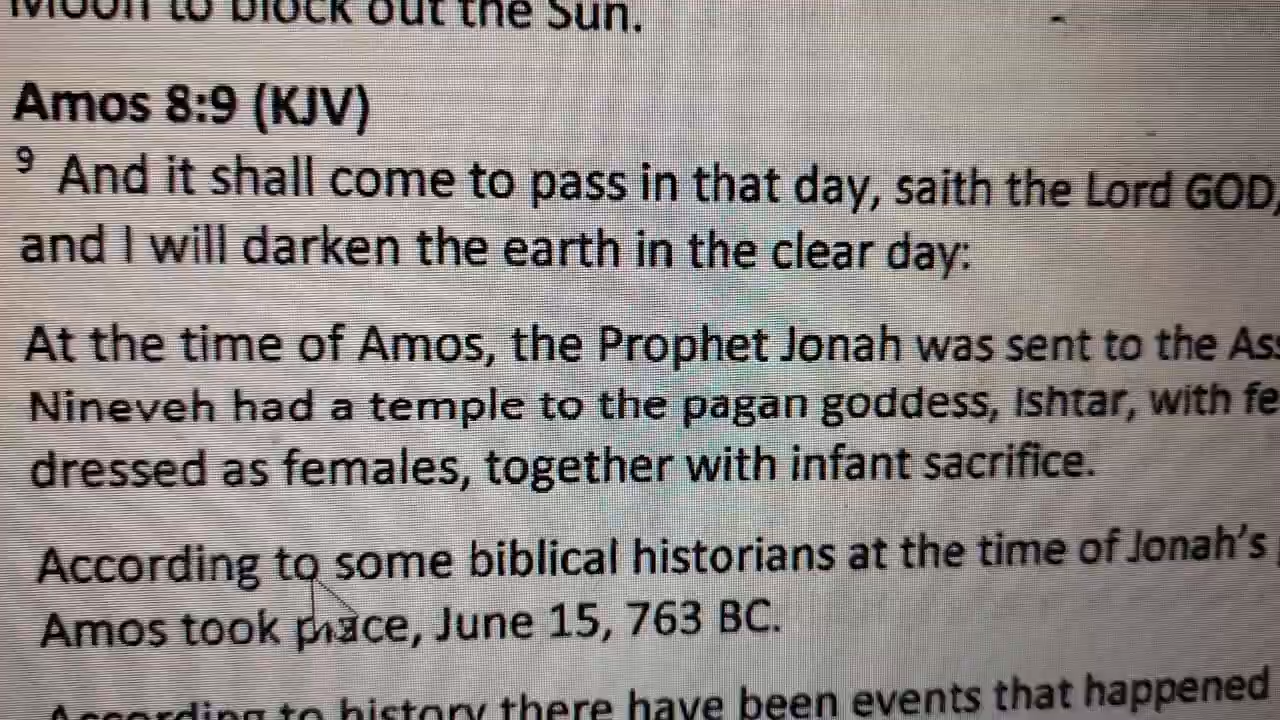 Moon to block out the Sun.
Amos 8:9 (KJV)
9 And it shall come to pass in that day, saith the Lord GOD,
and I will darken the earth in the clear day:
At the time of Amos, the Prophet Jonah was sent to the
Nineveh had a temple to the pagan goddess, Ishtar, with
dressed as females, together with infant sacrifice.
According to some biblical historians at the time of Jonah's
Amos took place, June 15, 763 BC.
According to history there have been events that happened